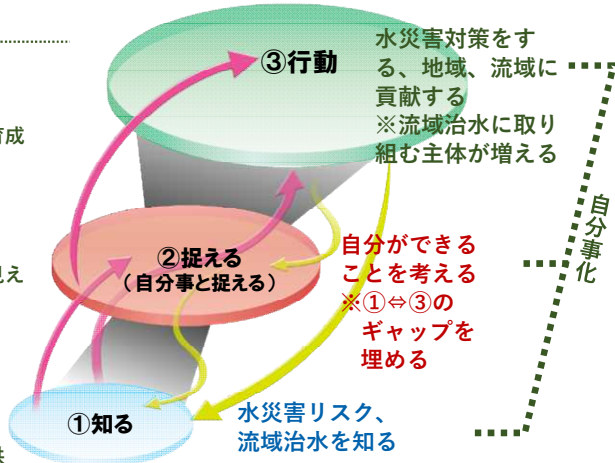 ③行動
水災害対策をす
る、地域、流域に
貢献する
※流域治水に取り
組む主体が増える
育成
②捉える
(自分事と捉える)
自分ができる
ことを考える
※①⇔③の
ギャップを
埋める
自分事化
見え
①知る
水災害リスク、
流域治水を知る